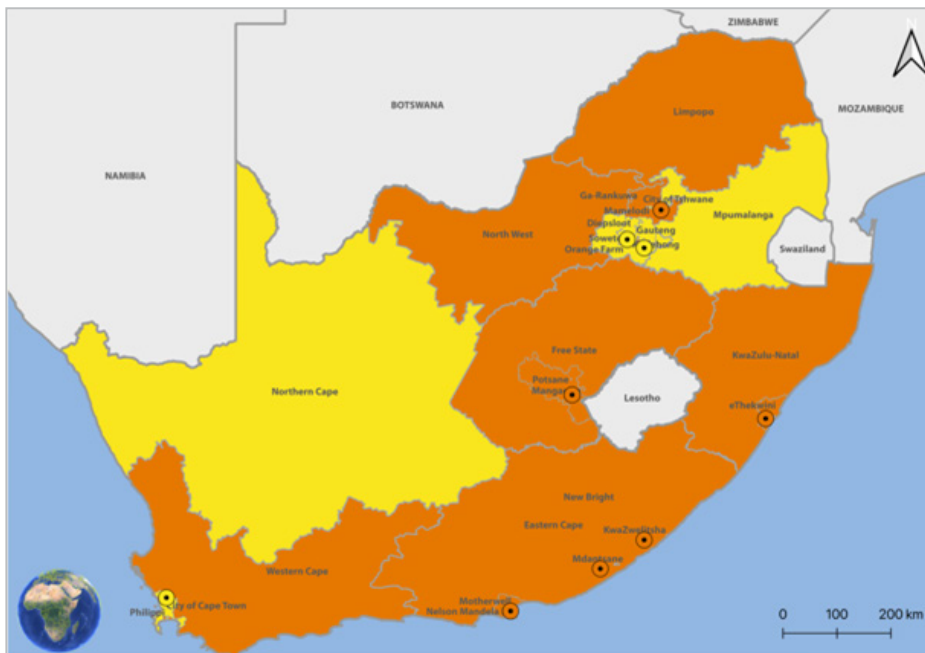 ZIMBABWE
N
BOTSWANA
MOZAMBIQUE
Limpopo
NAMIBIA
Ga-Rankuwa
City of Tshwane
Mamelodi
Mpumalanga
Diepsloot
Gauteng
North West
Soweto
Orange Farm
Swaziland
Free State
KwaZulu-Natal
Northern Cape
Lesotho
eThekwini
New Bright
Eastern Cape
KwaZwelitsha
Mdantsane
Western Cape
Motherwell
Nelson Mandela
City of Cape Town
Philippi
0 100 200 km